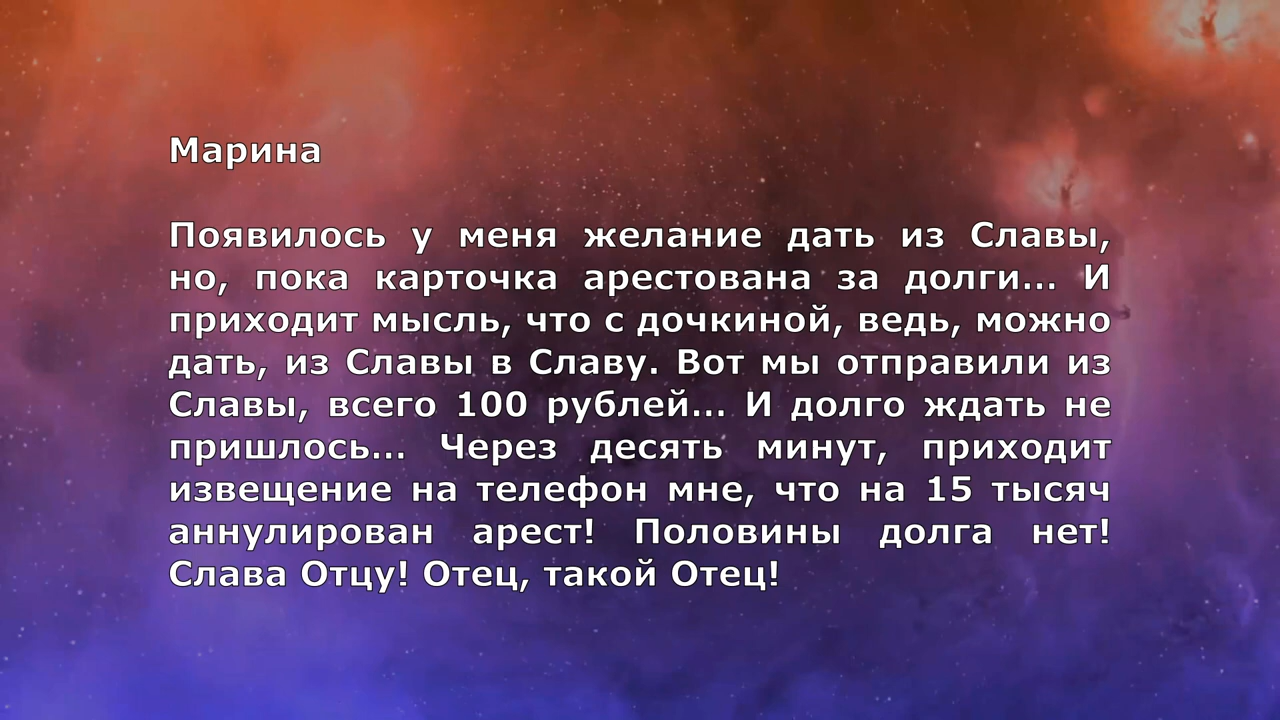 Марина
Появилось у меня желание дать из Славы,
но, пока карточка арестована за долги... И
приходит мысль, что с дочкиной, ведь, можно
дать, из Славы в Славу. Вот мы отправили из
Славы, всего 100 рублей... И долго ждать не
пришлось... Через десять минут, приходит
извещение на телефон мне, что на 15 тысяч
аннулирован арест! Половины долга нет!
Слава Отцу! Отец, такой Отец!